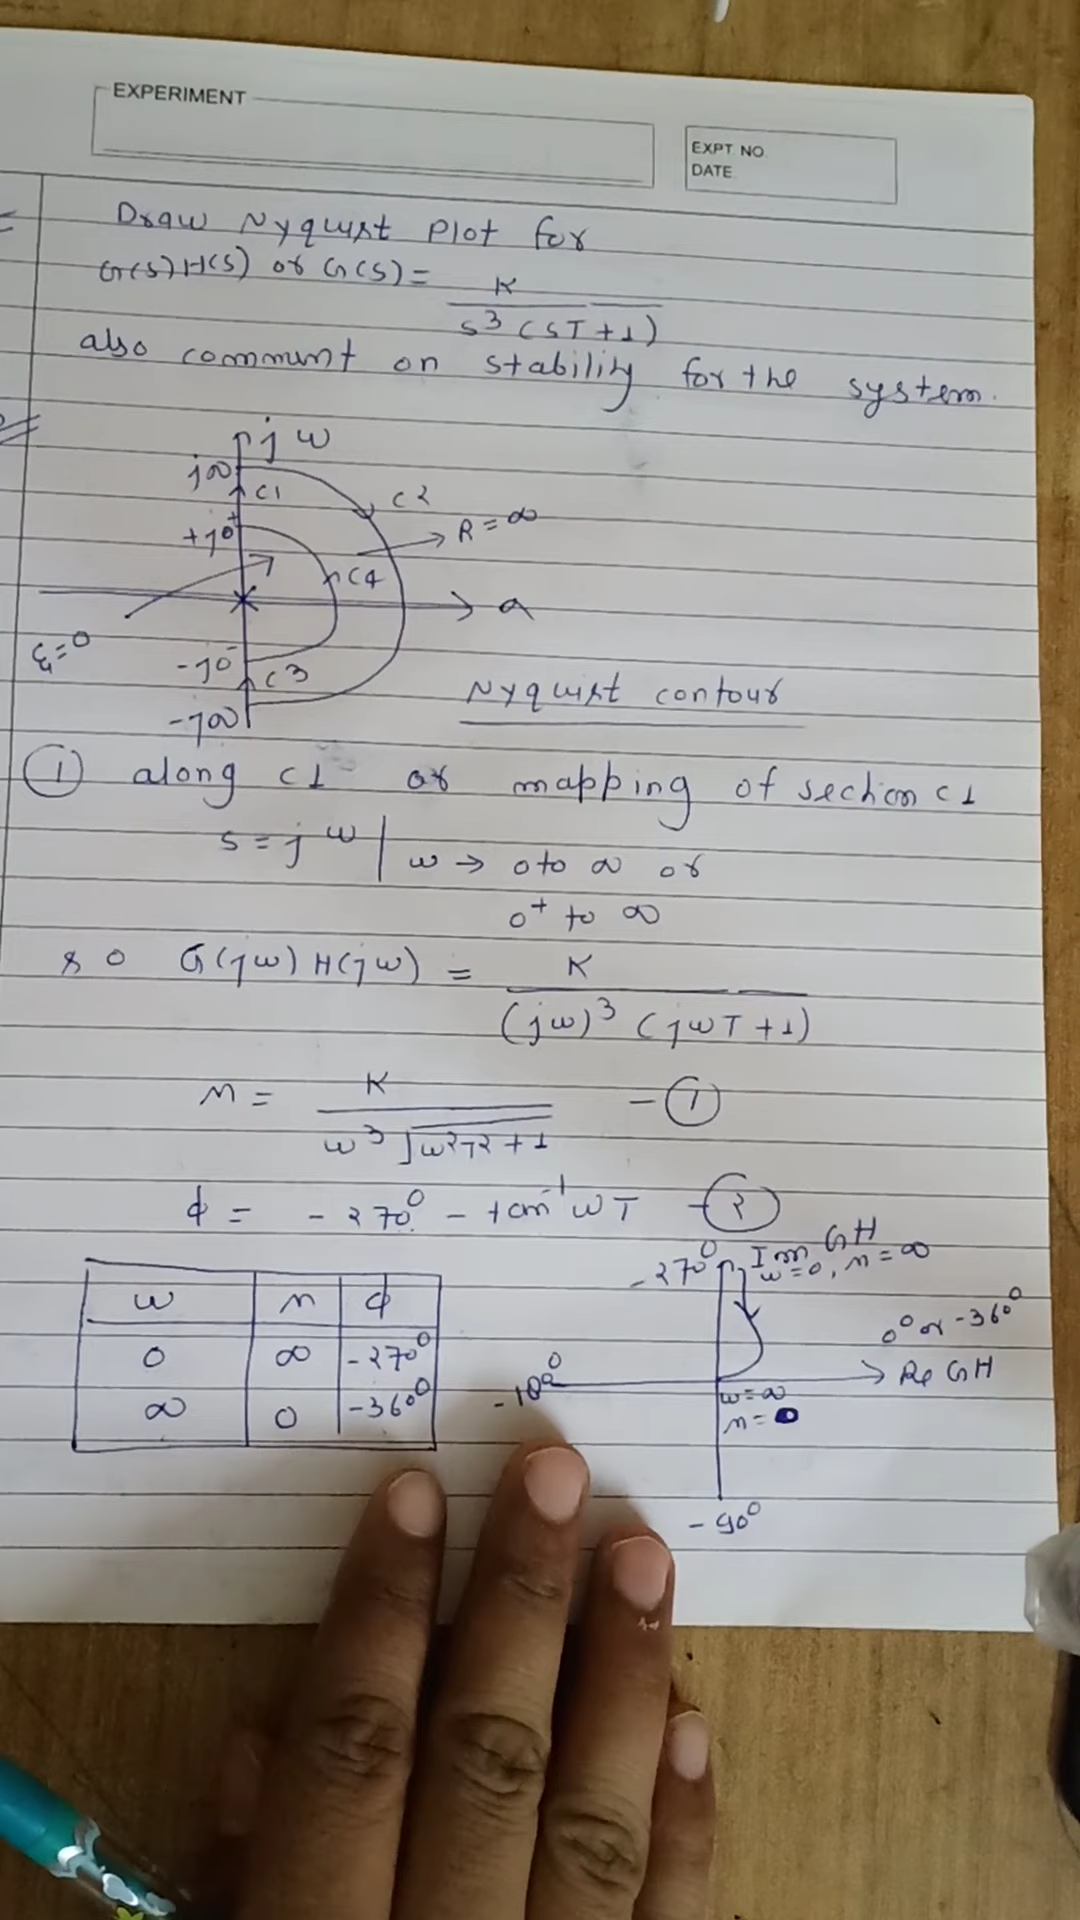 EXPERIMENT
EXPT. NO.
DATE
Draw Nyquist Plot for
G(s)H(s) or G(s) = K / s³(sT+1)
also comment on stability for the system.
jω
j∞
C1
C2
+j0⁺
R = ∞
C4
σ
ε=0
-j0⁻
C3
-j∞
Nyquist contour
① along C1 or mapping of section C1
s = jω | ω → 0 to ∞ or
0⁺ to ∞
so G(jω)H(jω) = K / (jω)³(jωT+1)
M = K / ω³√ω²T²+1 - ①
φ = -270° - tan⁻¹ωT - ②
ω M φ
0 ∞ -270°
∞ 0 -360°
-270° Im GH
ω=0, M=∞
0° or -360°
-180° Re GH
ω=∞
M=0
-90°